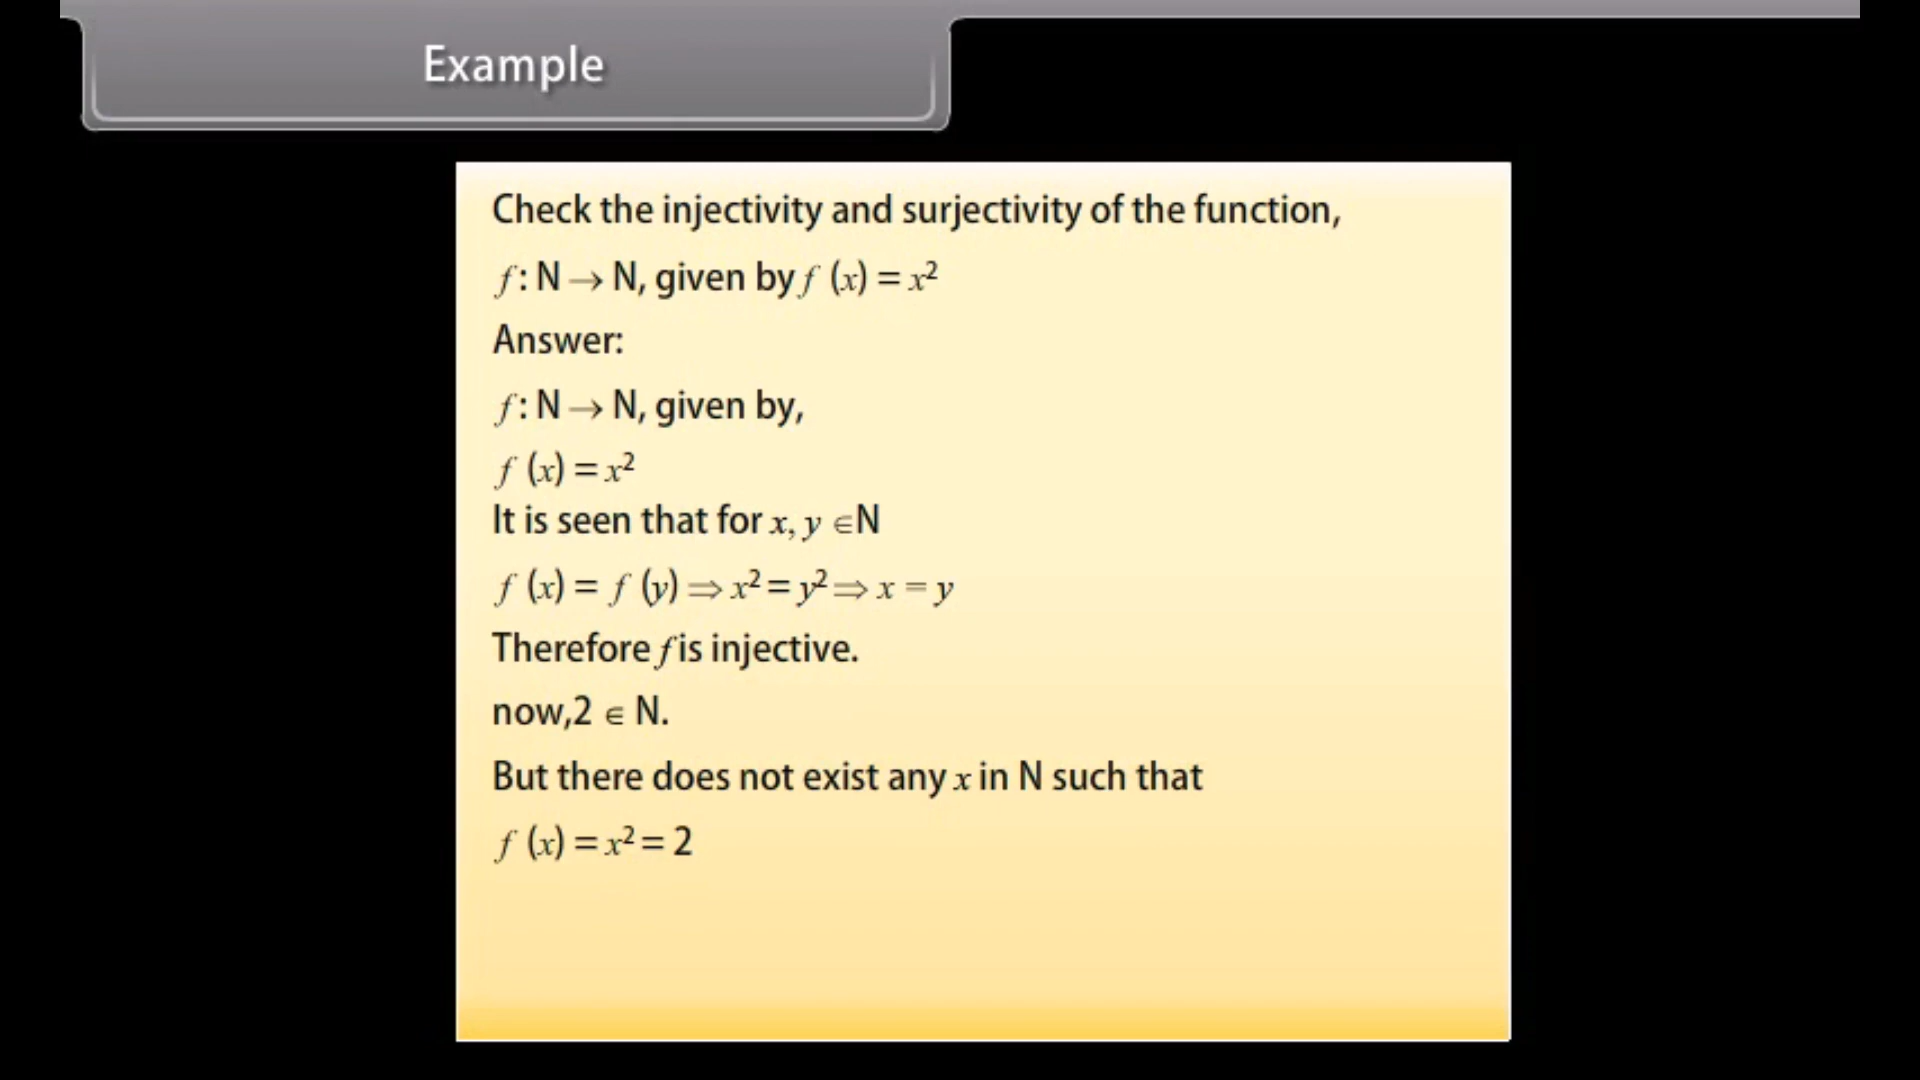 Example
Check the injectivity and surjectivity of the function,
f : N → N, given by f (x) = x²
Answer:
f : N → N, given by,
f (x) = x²
It is seen that for x, y ∈N
f (x) = f (y) ⇒ x² = y² ⇒ x = y
Therefore f is injective.
now,2 ∈ N.
But there does not exist any x in N such that
f (x) = x² = 2